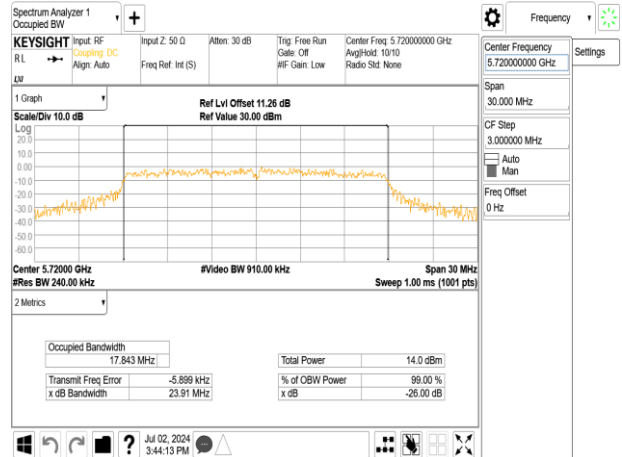 Spectrum Analyzer 1
Occupied BW
Frequency
KEYSIGHT
Input: RF
Coupling: DC
Align: Auto
Input Z: 50 Ω
Freq Ref: Int (S)
Atten: 30 dB
Trig: Free Run
Gate: Off
#IF Gain: Low
Center Freq: 5.720000000 GHz
Avg|Hold: 10/10
Radio Std: None
RL
LXI
Center Frequency
5.720000000 GHz
Settings
Span
30.000 MHz
CF Step
3.000000 MHz
Auto
Man
Freq Offset
0 Hz
1 Graph
Scale/Div 10.0 dB
Ref Lvl Offset 11.26 dB
Ref Value 30.00 dBm
Log
20.0
10.0
0.00
-10.0
-20.0
-30.0
-40.0
-50.0
-60.0
Center 5.72000 GHz
#Res BW 240.00 kHz
#Video BW 910.00 kHz
Span 30 MHz
Sweep 1.00 ms (1001 pts)
2 Metrics
Occupied Bandwidth
17.843 MHz
Total Power 14.0 dBm
Transmit Freq Error -5.899 kHz
% of OBW Power 99.00 %
x dB Bandwidth 23.91 MHz
x dB -26.00 dB
?
Jul 02, 2024
3:44:13 PM